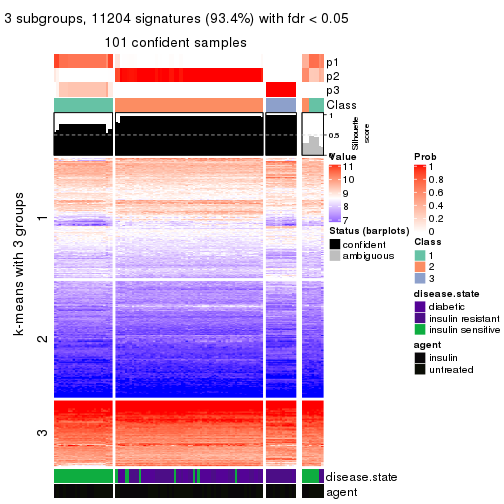 3 subgroups, 11204 signatures (93.4%) with fdr < 0.05
101 confident samples
p1
p2
p3
Class
1
0.5
0
Silhouette
score
k-means with 3 groups
1
2
3
disease.state
agent
Value
11
10
9
8
7
Status (barplots)
confident
ambiguous
Prob
1
0.8
0.6
0.4
0.2
0
Class
1
2
3
disease.state
diabetic
insulin resistant
insulin sensitive
agent
insulin
untreated